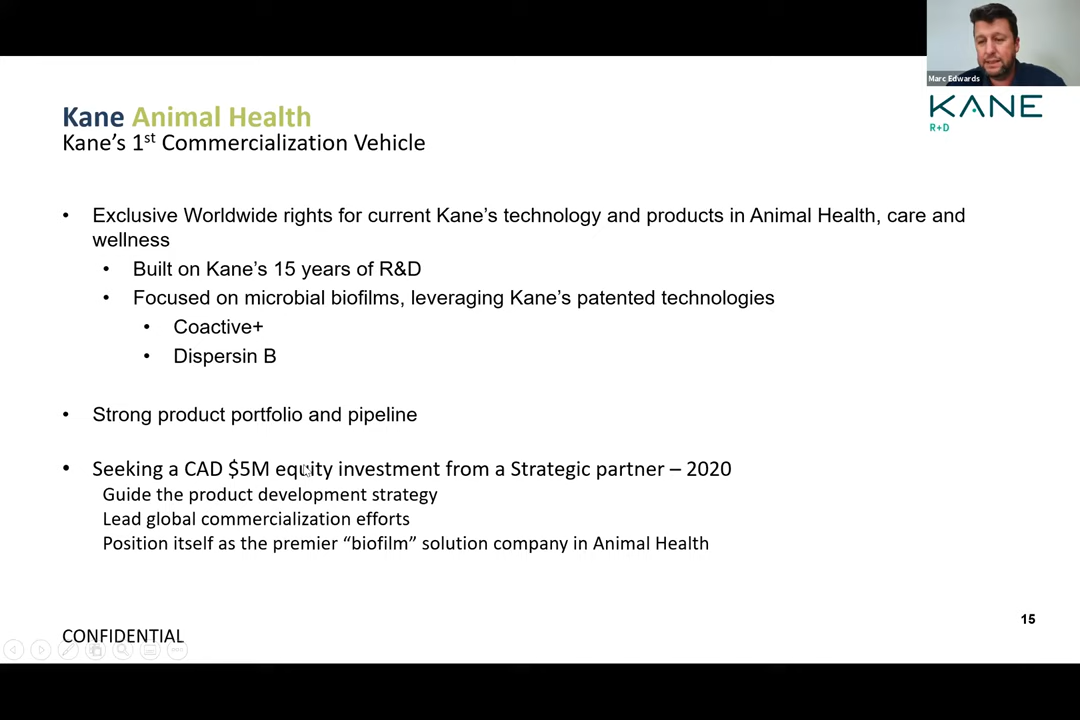 Marc Edwards
KANE
R+D
Kane Animal Health
Kane’s 1st Commercialization Vehicle
• Exclusive Worldwide rights for current Kane’s technology and products in Animal Health, care and
wellness
• Built on Kane’s 15 years of R&D
• Focused on microbial biofilms, leveraging Kane’s patented technologies
• Coactive+
• Dispersin B
• Strong product portfolio and pipeline
• Seeking a CAD $5M equity investment from a Strategic partner – 2020
Guide the product development strategy
Lead global commercialization efforts
Position itself as the premier “biofilm” solution company in Animal Health
15
CONFIDENTIAL